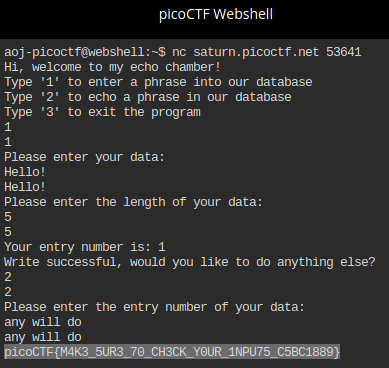 picoCTF Webshell
aoj-picoctf@webshell:~$ nc saturn.picoctf.net 53641
Hi, welcome to my echo chamber!
Type '1' to enter a phrase into our database
Type '2' to echo a phrase in our database
Type '3' to exit the program
1
1
Please enter your data:
Hello!
Hello!
Please enter the length of your data:
5
5
Your entry number is: 1
Write successful, would you like to do anything else?
2
2
Please enter the entry number of your data:
any will do
any will do
picoCTF{M4K3_5UR3_70_CH3CK_Y0UR_1NPU75_C5BC1889}